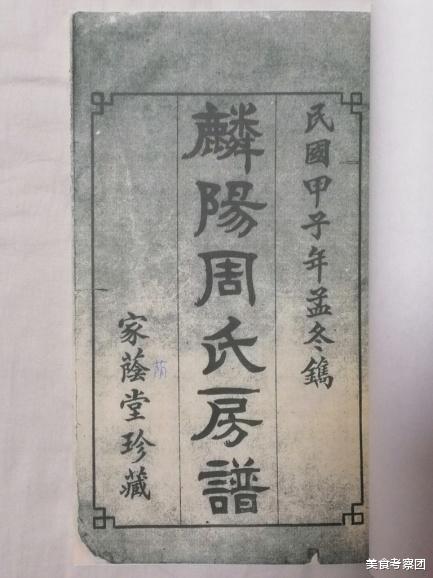 民國甲子年孟冬鐫
麟陽周氏房譜
家蔭堂珍藏
荫
美食考察团